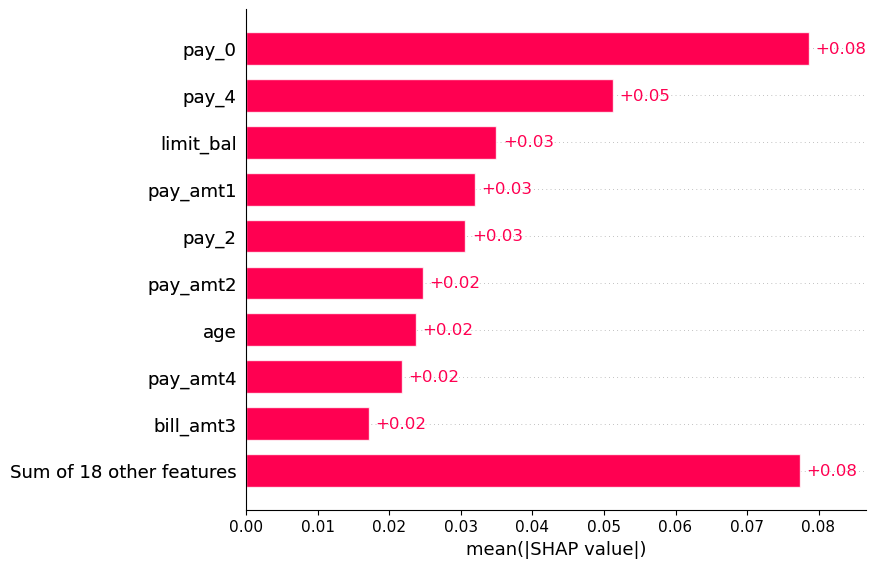 pay_0 +0.08
pay_4 +0.05
limit_bal +0.03
pay_amt1 +0.03
pay_2 +0.03
pay_amt2 +0.02
age +0.02
pay_amt4 +0.02
bill_amt3 +0.02
Sum of 18 other features +0.08
0.00 0.01 0.02 0.03 0.04 0.05 0.06 0.07 0.08
mean(|SHAP value|)